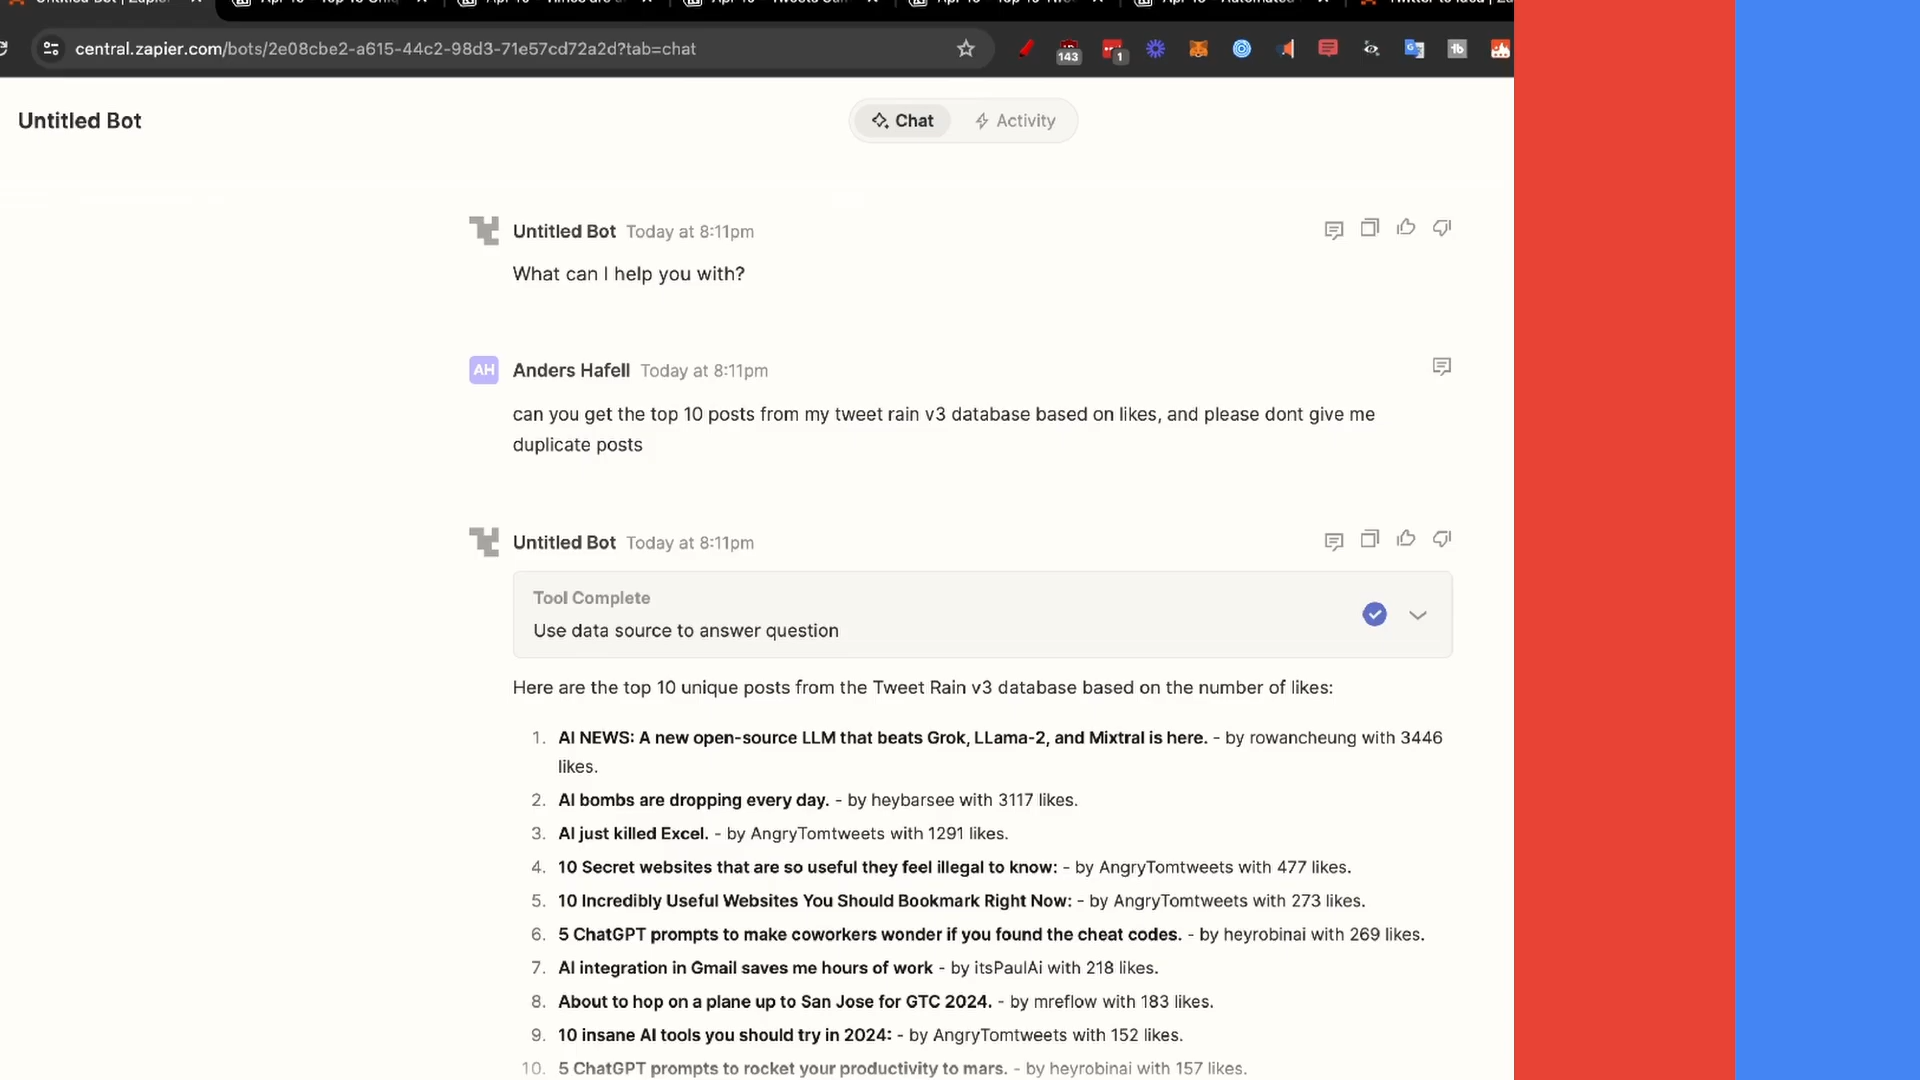 central.zapier.com/bots/2e08cbe2-a615-44c2-98d3-71e57cd72a2d?tab=chat
143
1
Untitled Bot
Chat
Activity
Untitled Bot Today at 8:11pm
What can I help you with?
AH
Anders Hafell Today at 8:11pm
can you get the top 10 posts from my tweet rain v3 database based on likes, and please dont give me
duplicate posts
Untitled Bot Today at 8:11pm
Tool Complete
Use data source to answer question
Here are the top 10 unique posts from the Tweet Rain v3 database based on the number of likes:
1. AI NEWS: A new open-source LLM that beats Grok, LLama-2, and Mixtral is here. - by rowancheung with 3446
likes.
2. AI bombs are dropping every day. - by heybarsee with 3117 likes.
3. AI just killed Excel. - by AngryTomtweets with 1291 likes.
4. 10 Secret websites that are so useful they feel illegal to know: - by AngryTomtweets with 477 likes.
5. 10 Incredibly Useful Websites You Should Bookmark Right Now: - by AngryTomtweets with 273 likes.
6. 5 ChatGPT prompts to make coworkers wonder if you found the cheat codes. - by heyrobinai with 269 likes.
7. AI integration in Gmail saves me hours of work - by itsPaulAi with 218 likes.
8. About to hop on a plane up to San Jose for GTC 2024. - by mreflow with 183 likes.
9. 10 insane AI tools you should try in 2024: - by AngryTomtweets with 152 likes.
10. 5 ChatGPT prompts to rocket your productivity to mars. - by heyrobinai with 157 likes.